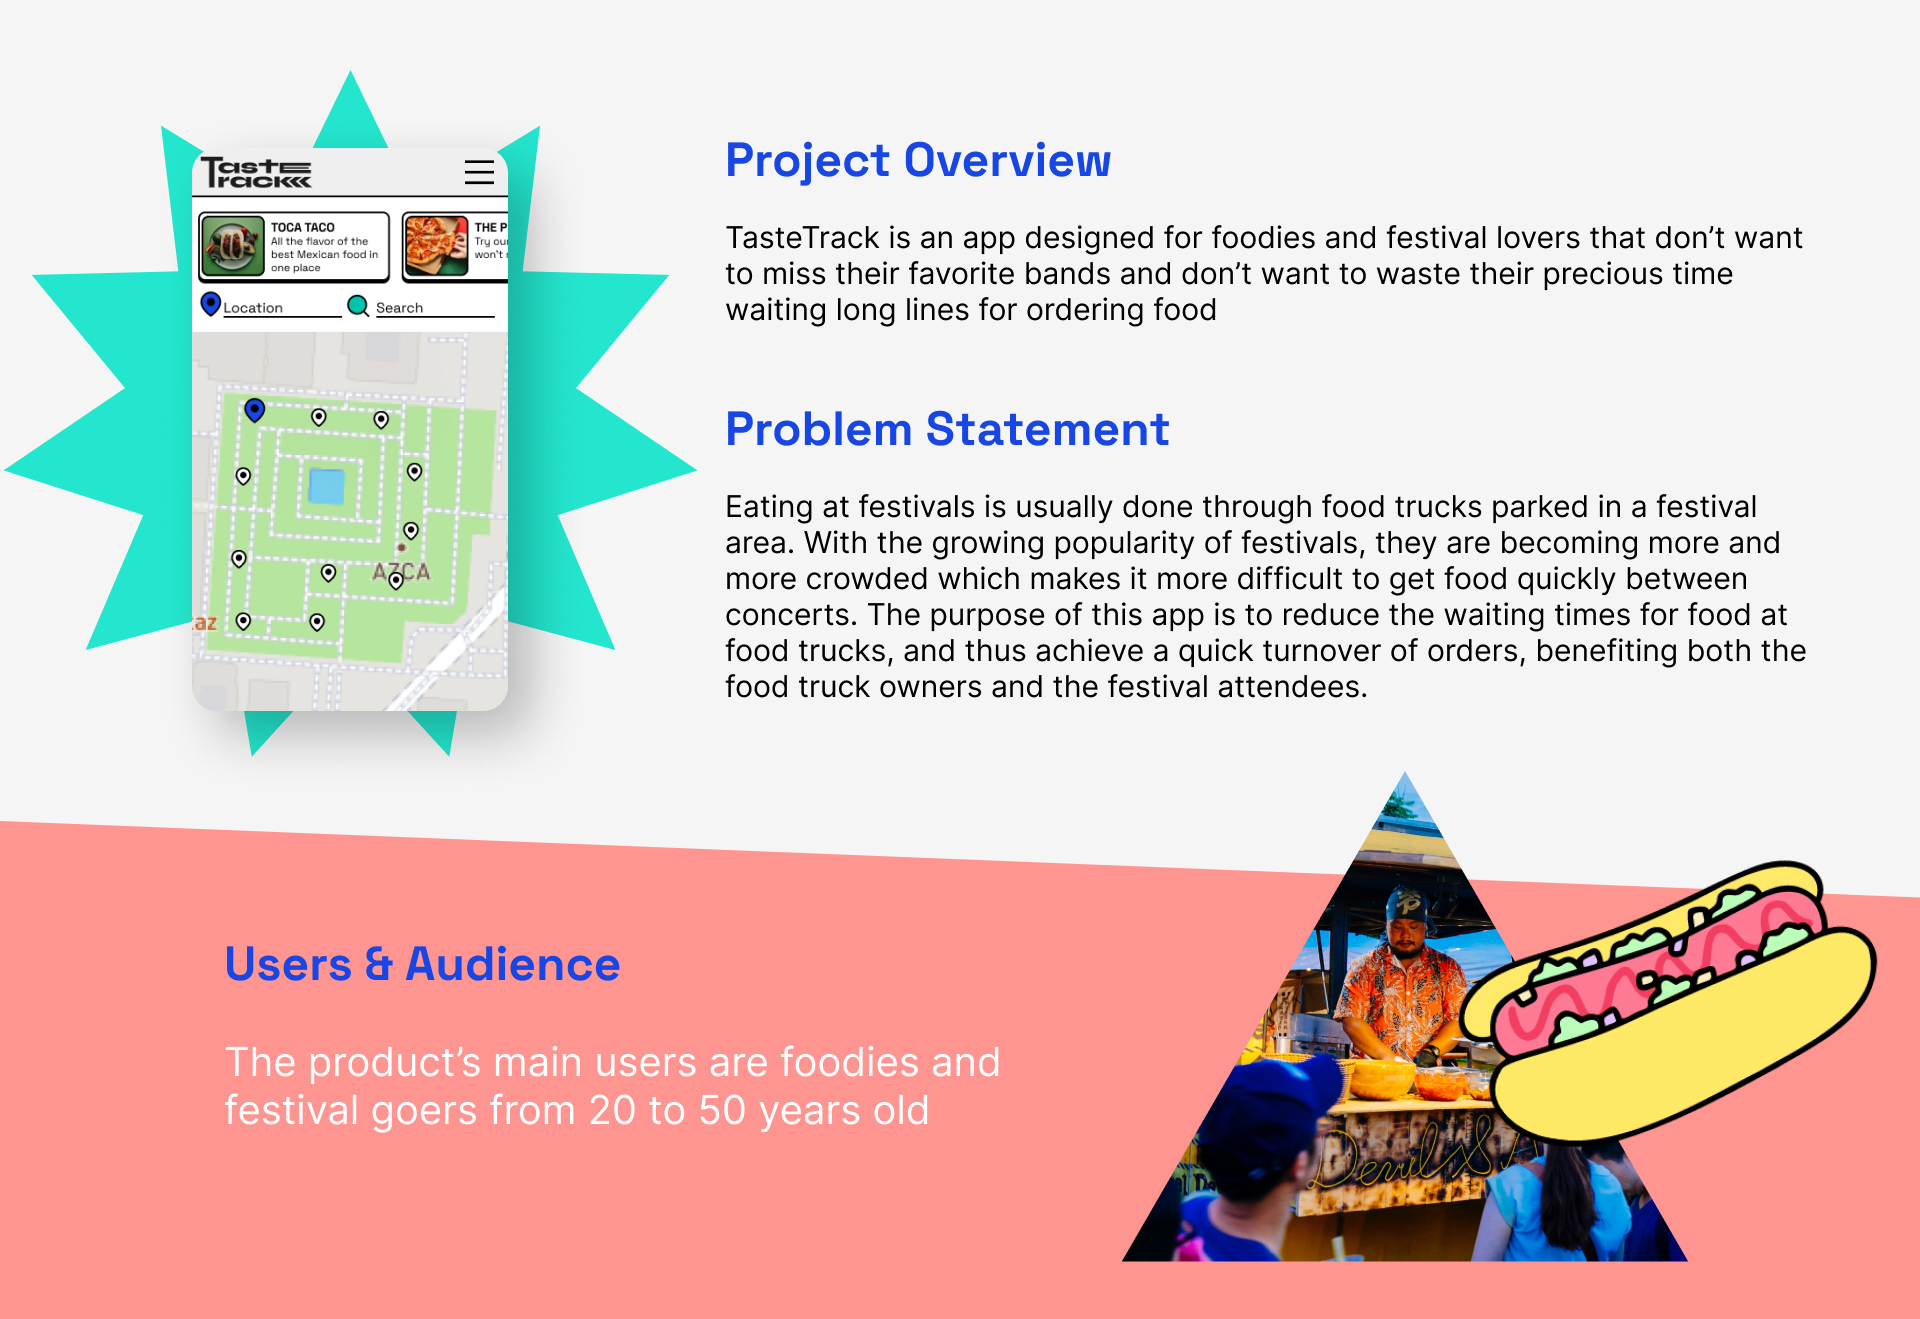 Taste
Track
TOCA TACO
All the flavor of the
best Mexican food in
one place
THE P
Try ou
won't
Location
Search
AZCA
az
Project Overview
TasteTrack is an app designed for foodies and festival lovers that don’t want
to miss their favorite bands and don’t want to waste their precious time
waiting long lines for ordering food
Problem Statement
Eating at festivals is usually done through food trucks parked in a festival
area. With the growing popularity of festivals, they are becoming more and
more crowded which makes it more difficult to get food quickly between
concerts. The purpose of this app is to reduce the waiting times for food at
food trucks, and thus achieve a quick turnover of orders, benefiting both the
food truck owners and the festival attendees.
Users & Audience
The product’s main users are foodies and
festival goers from 20 to 50 years old